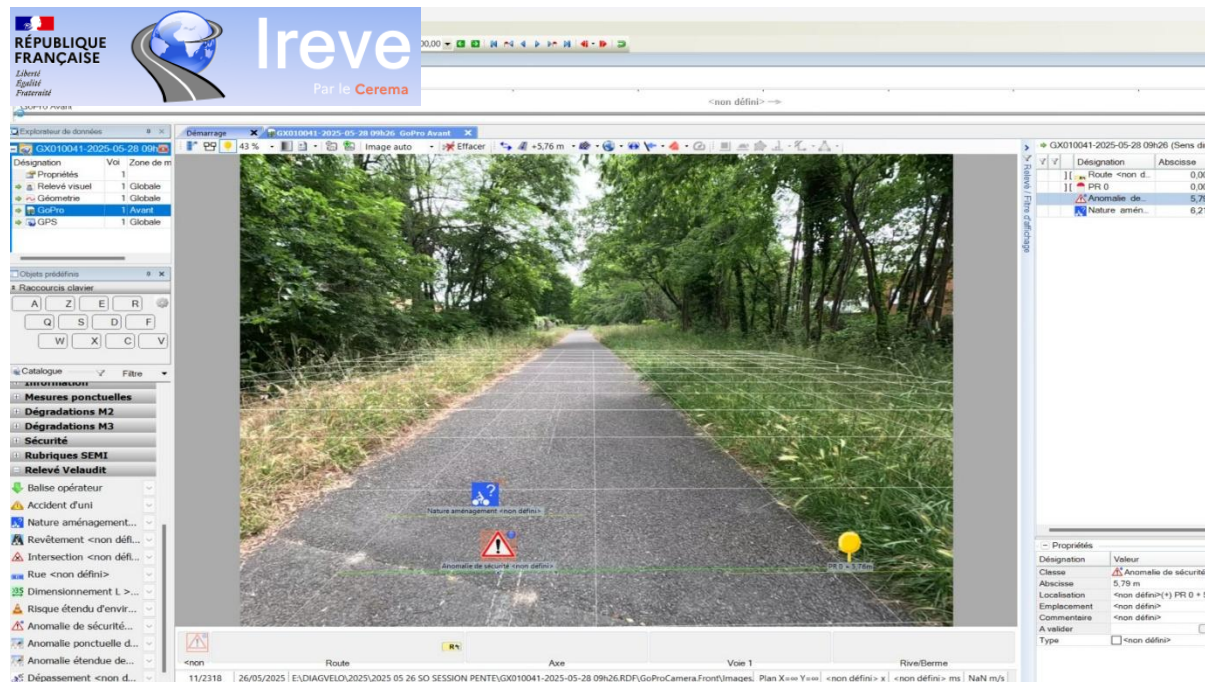 RÉPUBLIQUE
FRANÇAISE
Liberté
Égalité
Fraternité
Ireve
Par le Cerema
00,00
GoPro Avant
<non défini>
Explorateur de données
GX010041-2025-05-28 09h
Désignation Voi Zone de m
Propriétés 1
Relevé visuel 1 Globale
Géometrie 1 Globale
GoPro 1 Avant
GPS 1 Globale
Objets prédéfinis
Raccourcis clavier
A Z E R
Q S D F
W X C V
Catalogue Filtre
Information
Mesures ponctuelles
Dégradations M2
Dégradations M3
Sécurité
Rubriques SEMI
Relevé Velaudit
Balise opérateur
Accident d'uni
Nature aménagement...
Revêtement <non défi...
Intersection <non défi...
Rue <non défini>
Dimensionnement L >...
Risque étendu d'envir...
Anomalie de sécurité...
Anomalie ponctuelle d...
Anomalie étendue de...
Dépassement <non d...
Démarrage X GX010041-2025-05-28 09h26 GoPro Avant X
43 % Image auto Effacer +5,76 m
Nature aménagement <non défini>
Anomalie de sécurité <non défini>
PR 0 + 5,76m
<non
Route Axe Voie 1 Rive/Berme
11/2318 26/05/2025 E:\DIAGVELO\2025\2025 05 26 SO SESSION PENTE\GX010041-2025-05-28 09h26.RDF\GoProCamera.Front\Images. Plan X=∞ Y=∞ <non défini> x <non défini> ms NaN m/s
Relevé / Filtre d'affichage
GX010041-2025-05-28 09h26 (Sens di
Désignation Abscisse
Route <non d... 0,00
PR 0 0,00
Anomalie de... 5,79
Nature amén... 6,21
Propriétés
Désignation Valeur
Classe Anomalie de sécurité
Abscisse 5,79 m
Localisation <non défini>(+) PR 0 + 5
Emplacement <non défini>
Commentaire <non défini>
A valider
Type <non défini>